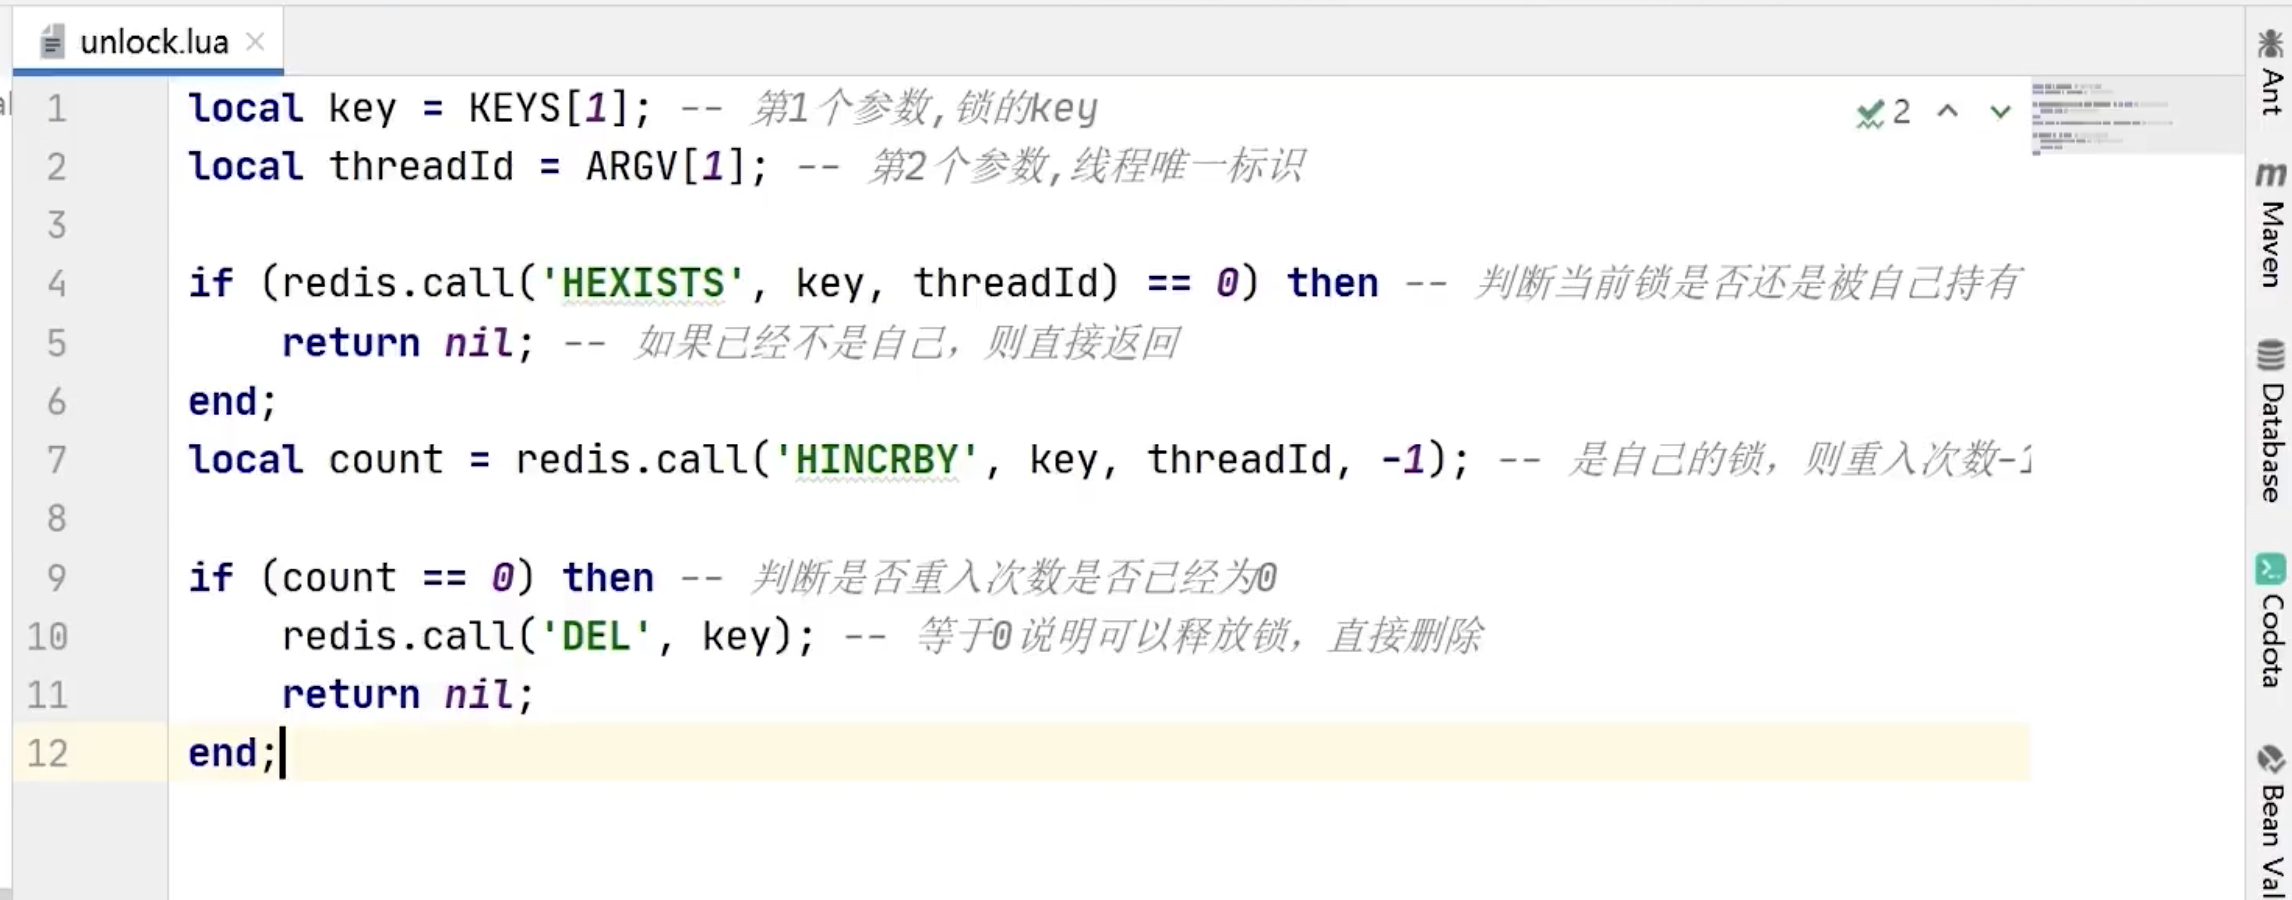 unlock.lua
1 local key = KEYS[1]; -- 第1个参数,锁的key
2 local threadId = ARGV[1]; -- 第2个参数,线程唯一标识
3
4 if (redis.call('HEXISTS', key, threadId) == 0) then -- 判断当前锁是否还是被自己持有
5 return nil; -- 如果已经不是自己，则直接返回
6 end;
7 local count = redis.call('HINCRBY', key, threadId, -1); -- 是自己的锁，则重入次数-1
8
9 if (count == 0) then -- 判断是否重入次数是否已经为0
10 redis.call('DEL', key); -- 等于0说明可以释放锁，直接删除
11 return nil;
12 end;
2
Ant
m Maven
Database
Codota
Bean Val